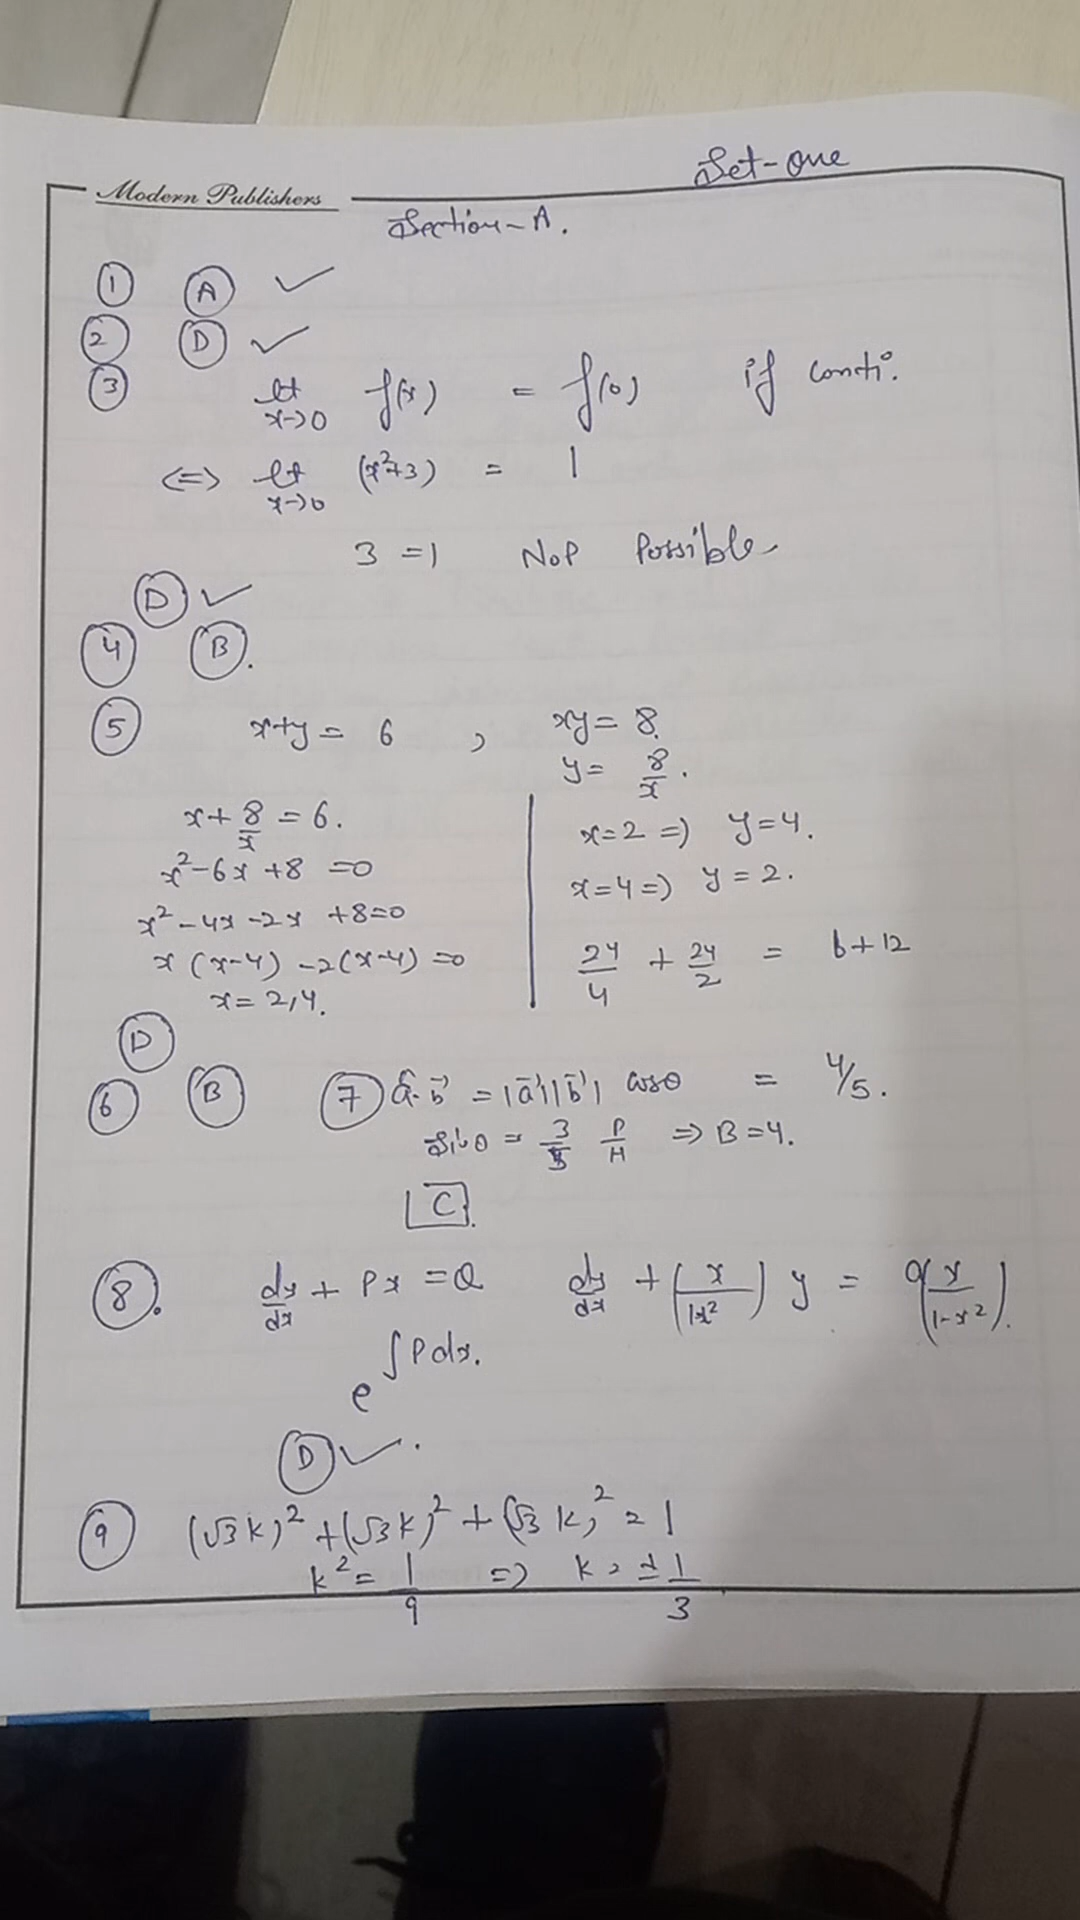 Set-one
Modern Publishers
Section-A.
① Ⓐ ✓
② Ⓓ ✓
③ lt x→0 f(x) = f(0) if conti.
<=> lt x→0 (x²+3) = 1
3 = 1 Not Possible
Ⓓ ✓
④ Ⓑ.
⑤ x+y = 6 , xy = 8.
y = 8/x .
x + 8/x = 6.
x² - 6x + 8 = 0
x² - 4x - 2x + 8 = 0
x (x-4) - 2(x-4) = 0
x = 2,4.
x = 2 => y = 4.
x = 4 => y = 2.
24/4 + 24/2 = 6+12
Ⓓ
⑥ Ⓑ
⑦ â·b⃗ = |a⃗||b⃗| cosθ = 4/5.
Sinθ = 3/5 P/H => B = 4.
C.
⑧. dy/dx + Px = Q
dy/dx + (x/1-x²) y = a(x/1-x²).
e^∫Pdx.
Ⓓ ✓.
⑨ (√3 k)² + (√3 k)² + (√3 k)² = 1
k² = 1/9 => k = ± 1/3